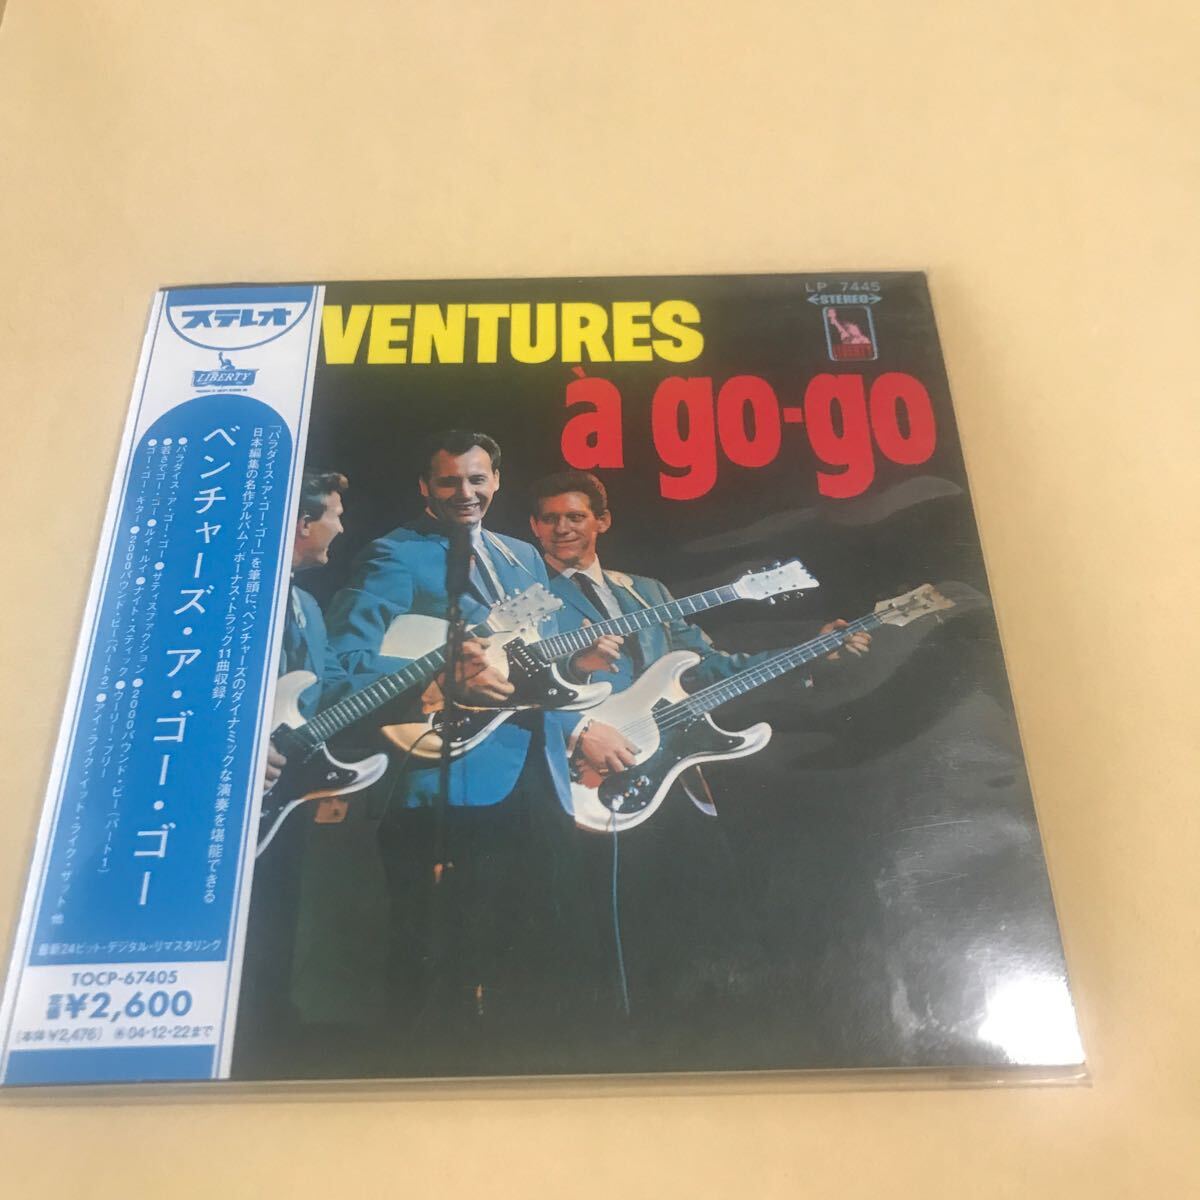 ステレオ
LIBERTY
ベンチャーズ・ア・ゴー・ゴー
「パラダイス・ア・ゴー・ゴー」を筆頭に、ベンチャーズのダイナミックな演奏を堪能できる
日本編集の名作アルバム!ボーナス・トラック11曲収録!
●パラダイス・ア・ゴー・ゴー●サティスファクション●2000パウンド・ビー(パート1)
●若さでゴー・ゴー●ルイ・ルイ●ナイト・スティック●ウーリー・ブリー
●ゴー・ゴー・ギター●2000パウンド・ビー(パート2)●アイ・ライク・イット・ライク・ザット 他
最新24ビット・デジタル・リマスタリング
TOCP-67405
定価¥2,600
(本体¥2,476) 04・12・22まで
VENTURES
à go-go
LP 7445
STEREO
LIBERTY